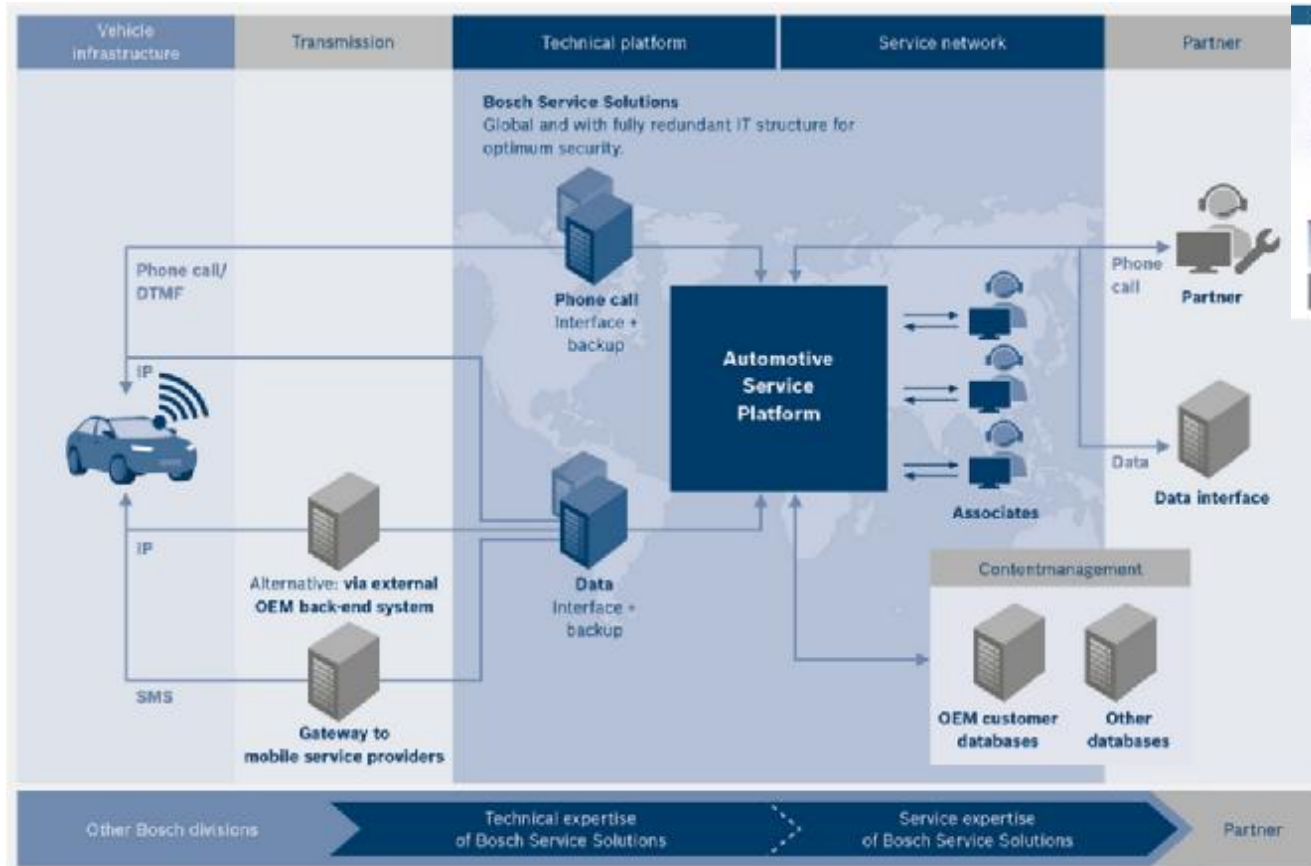 Vehicle
infrastructure
Transmission
Technical platform
Service network
Partner
Bosch Service Solutions
Global and with fully redundant IT structure for
optimum security.
Phone call/
DTMF
IP
Phone call
Interface +
backup
Automotive
Service
Platform
Phone
call
Partner
Data
Data interface
Associates
IP
Alternative: via external
OEM back-end system
Data
Interface +
backup
Contentmanagement
SMS
Gateway to
mobile service providers
OEM customer
databases
Other
databases
Other Bosch divisions
Technical expertise
of Bosch Service Solutions
Service expertise
of Bosch Service Solutions
Partner